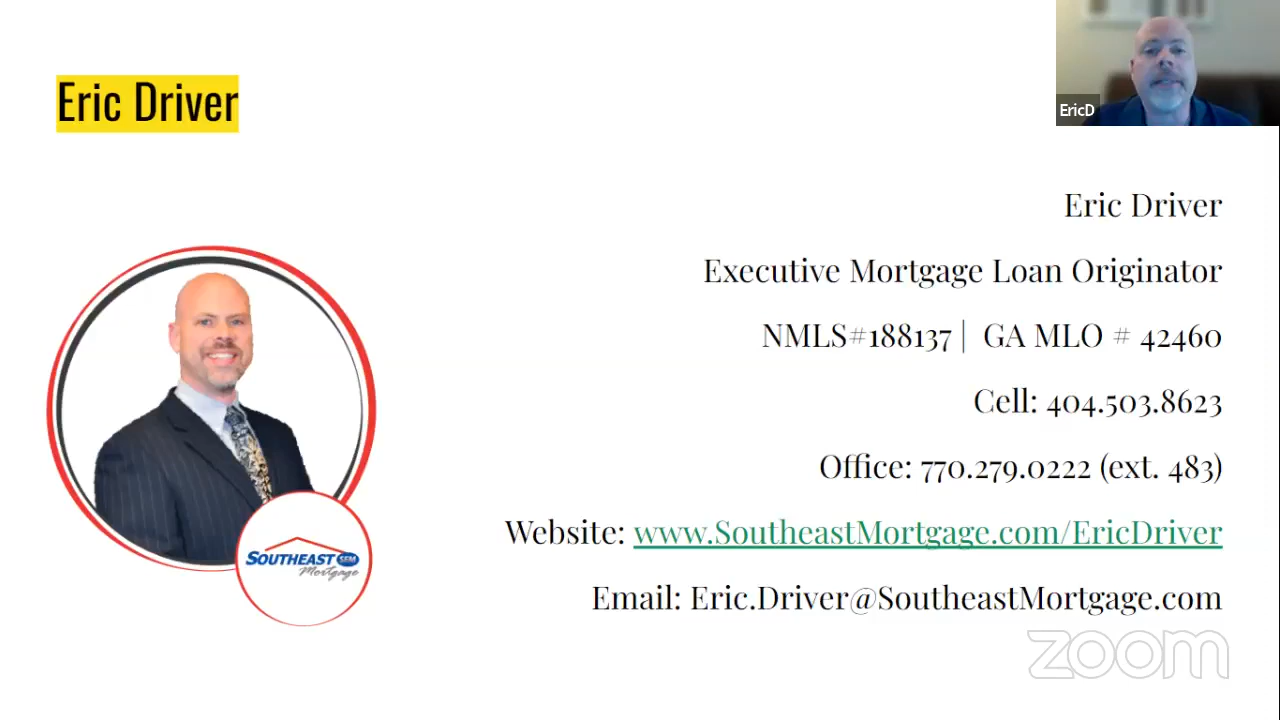 Eric Driver
EricD
Eric Driver
Executive Mortgage Loan Originator
NMLS#188137 | GA MLO # 42460
Cell: 404.503.8623
Office: 770.279.0222 (ext. 483)
Website: www.SoutheastMortgage.com/EricDriver
Email: Eric.Driver@SoutheastMortgage.com
SOUTHEAST SEM
Mortgage
zoom